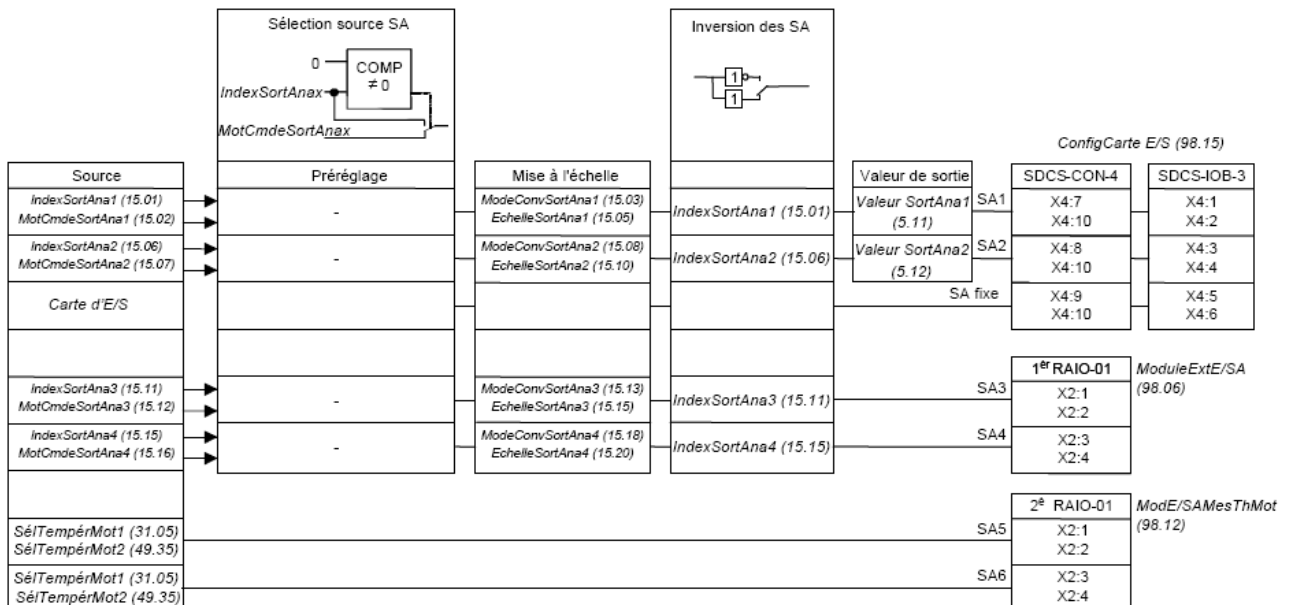 Sélection source SA
0
COMP
≠ 0
IndexSortAnax
MotCmdeSortAnax
Inversion des SA
1
1
ConfigCarte E/S (98.15)
Source
Préréglage
Mise à l'échelle
Valeur de sortie
SDCS-CON-4
SDCS-IOB-3
IndexSortAna1 (15.01)
MotCmdeSortAna1 (15.02)
-
ModeConvSortAna1 (15.03)
EchelleSortAna1 (15.05)
IndexSortAna1 (15.01)
Valeur SortAna1
(5.11)
SA1
X4:7
X4:10
X4:1
X4:2
IndexSortAna2 (15.06)
MotCmdeSortAna2 (15.07)
-
ModeConvSortAna2 (15.08)
EchelleSortAna2 (15.10)
IndexSortAna2 (15.06)
Valeur SortAna2
(5.12)
SA2
X4:8
X4:10
X4:3
X4:4
Carte d'E/S
SA fixe
X4:9
X4:10
X4:5
X4:6
1èr RAIO-01
ModuleExtE/SA
(98.06)
IndexSortAna3 (15.11)
MotCmdeSortAna3 (15.12)
-
ModeConvSortAna3 (15.13)
EchelleSortAna3 (15.15)
IndexSortAna3 (15.11)
SA3
X2:1
X2:2
IndexSortAna4 (15.15)
MotCmdeSortAna4 (15.16)
-
ModeConvSortAna4 (15.18)
EchelleSortAna4 (15.20)
IndexSortAna4 (15.15)
SA4
X2:3
X2:4
2è RAIO-01
ModE/SAMesThMot
(98.12)
SélTempérMot1 (31.05)
SélTempérMot2 (49.35)
SA5
X2:1
X2:2
SélTempérMot1 (31.05)
SélTempérMot2 (49.35)
SA6
X2:3
X2:4